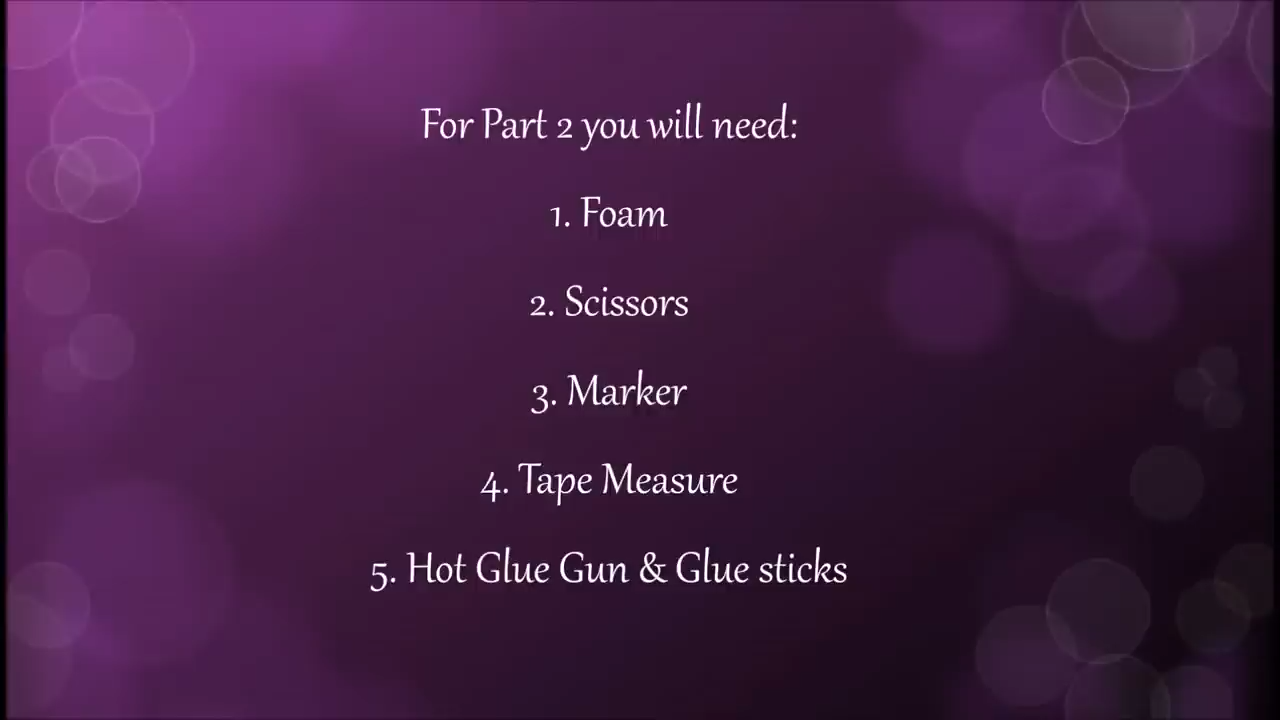 For Part 2 you will need:
1. Foam
2. Scissors
3. Marker
4. Tape Measure
5. Hot Glue Gun & Glue sticks